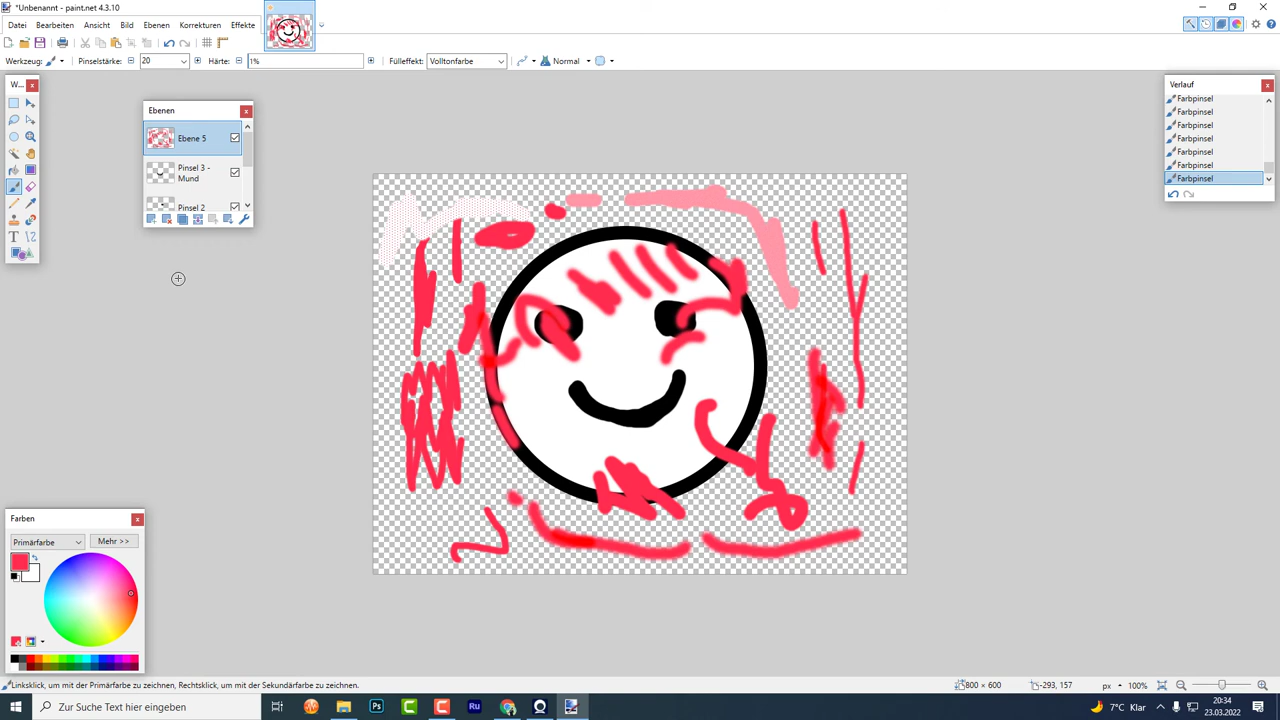 *Unbenannt - paint.net 4.3.10
Datei Bearbeiten Ansicht Bild Ebenen Korrekturen Effekte
Werkzeug: Pinselstärke: 20 Härte: 1% Fülleffekt: Volltonfarbe Normal
W...
Ebenen
Ebene 5
Pinsel 3 -
Mund
Pinsel 2
Verlauf
Farbpinsel
Farbpinsel
Farbpinsel
Farbpinsel
Farbpinsel
Farbpinsel
Farbpinsel
Farben
Primärfarbe
Mehr >>
Linksklick, um mit der Primärfarbe zu zeichnen, Rechtsklick, um mit der Sekundärfarbe zu zeichnen.
800 × 600
-293, 157
px
100%
Zur Suche Text hier eingeben
Ps
C
C
Ru
7°C Klar
20:34
23.03.2022